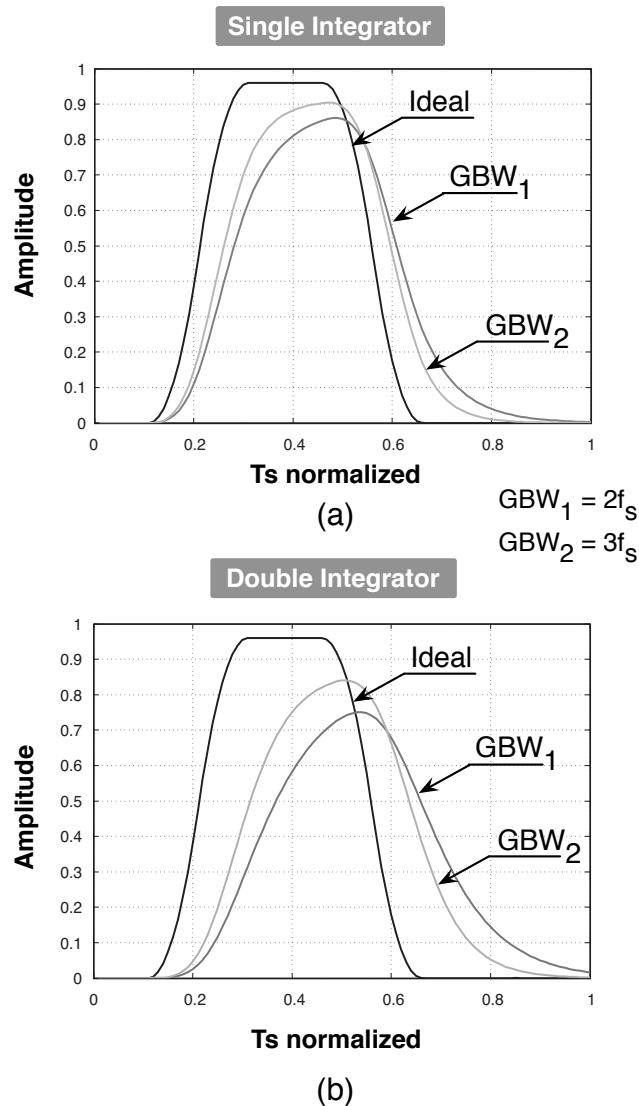 Single Integrator
1
0.9
0.8
0.7
0.6
0.5
0.4
0.3
0.2
0.1
0
Amplitude
Ideal
GBW1
GBW2
0 0.2 0.4 0.6 0.8 1
Ts normalized
(a)
GBW1 = 2fs
GBW2 = 3fs
Double Integrator
1
0.9
0.8
0.7
0.6
0.5
0.4
0.3
0.2
0.1
0
Amplitude
Ideal
GBW1
GBW2
0 0.2 0.4 0.6 0.8 1
Ts normalized
(b)